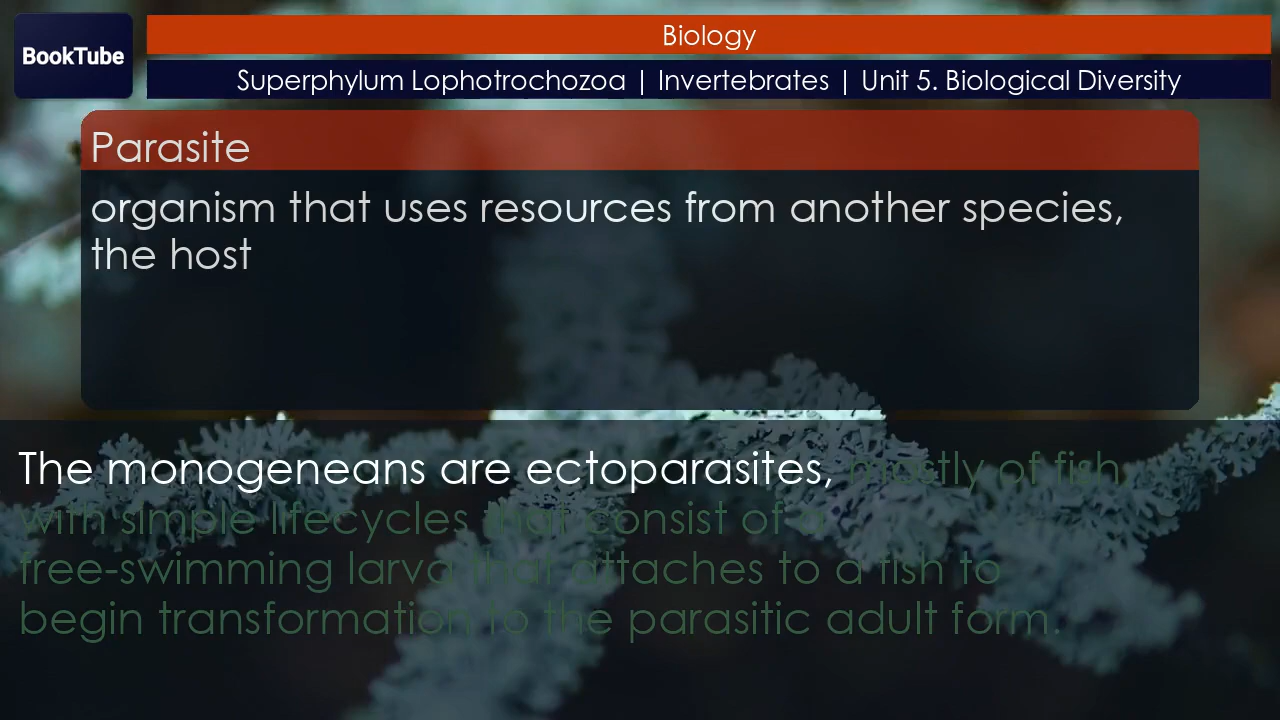 BookTube
Biology
Superphylum Lophotrochozoa | Invertebrates | Unit 5. Biological Diversity
Parasite
organism that uses resources from another species,
the host
The monogeneans are ectoparasites, mostly of fish,
with simple lifecycles that consist of a
free-swimming larva that attaches to a fish to
begin transformation to the parasitic adult form.